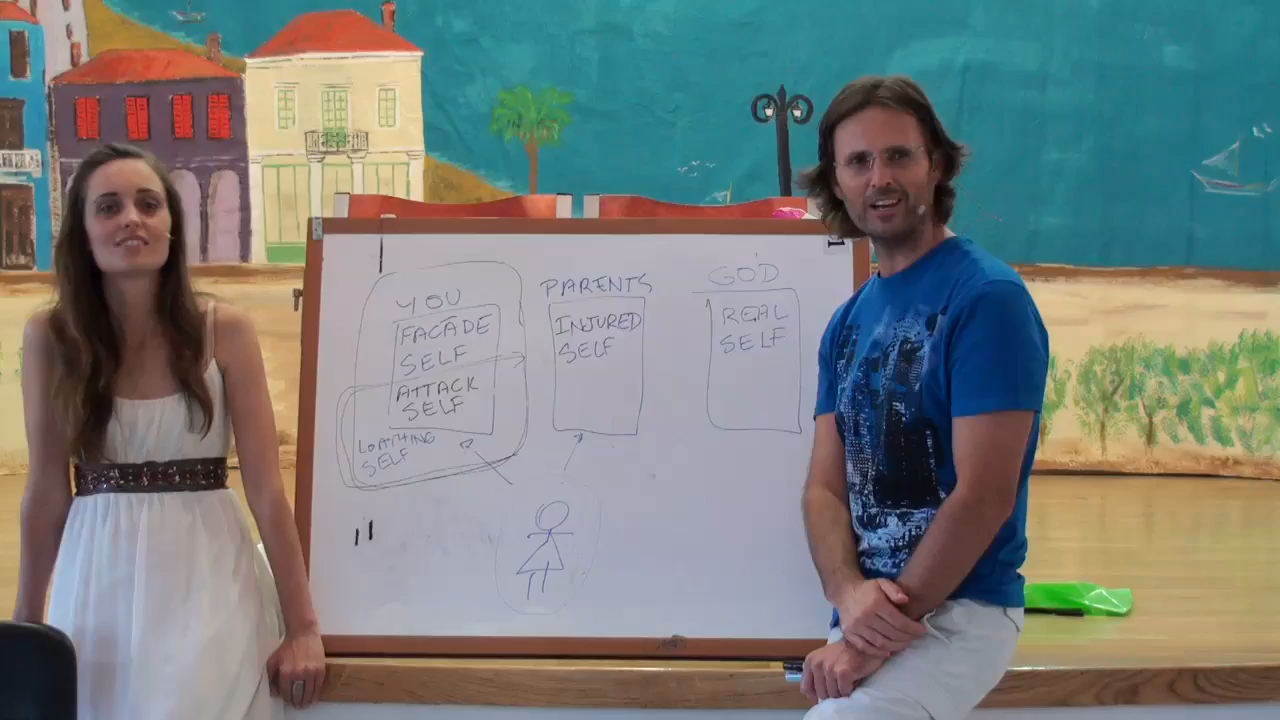 YOU
FACADE
SELF
ATTACK
SELF
LOATHING
SELF
PARENTS
INJURED
SELF
GOD
REAL
SELF